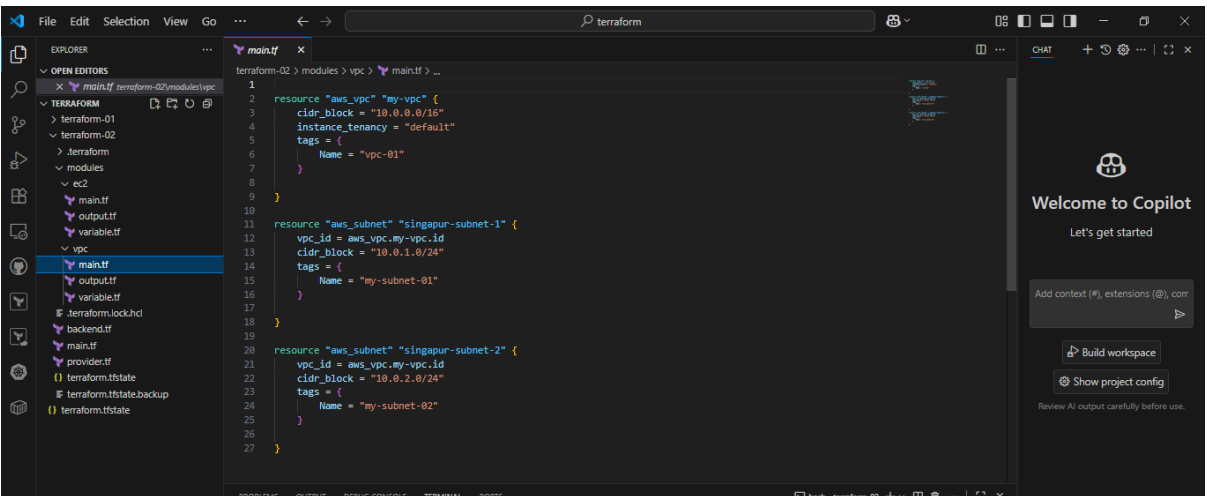 File Edit Selection View Go ... terraform
EXPLORER ...
OPEN EDITORS
main.tf terraform-02\modules\vpc
TERRAFORM
terraform-01
terraform-02
.terraform
modules
ec2
main.tf
output.tf
variable.tf
vpc
main.tf
output.tf
variable.tf
.terraform.lock.hcl
backend.tf
main.tf
provider.tf
{} terraform.tfstate
terraform.tfstate.backup
{} terraform.tfstate
main.tf
terraform-02 > modules > vpc > main.tf > ...
1
2 resource "aws_vpc" "my-vpc" {
3 cidr_block = "10.0.0.0/16"
4 instance_tenancy = "default"
5 tags = {
6 Name = "vpc-01"
7 }
8
9 }
10
11 resource "aws_subnet" "singapur-subnet-1" {
12 vpc_id = aws_vpc.my-vpc.id
13 cidr_block = "10.0.1.0/24"
14 tags = {
15 Name = "my-subnet-01"
16 }
17
18 }
19
20 resource "aws_subnet" "singapur-subnet-2" {
21 vpc_id = aws_vpc.my-vpc.id
22 cidr_block = "10.0.2.0/24"
23 tags = {
24 Name = "my-subnet-02"
25 }
26
27 }
CHAT
Welcome to Copilot
Let's get started
Add context (#), extensions (@), com
Build workspace
Show project config
Review AI output carefully before use.
PROBLEMS OUTPUT DEBUG CONSOLE TERMINAL PORTS